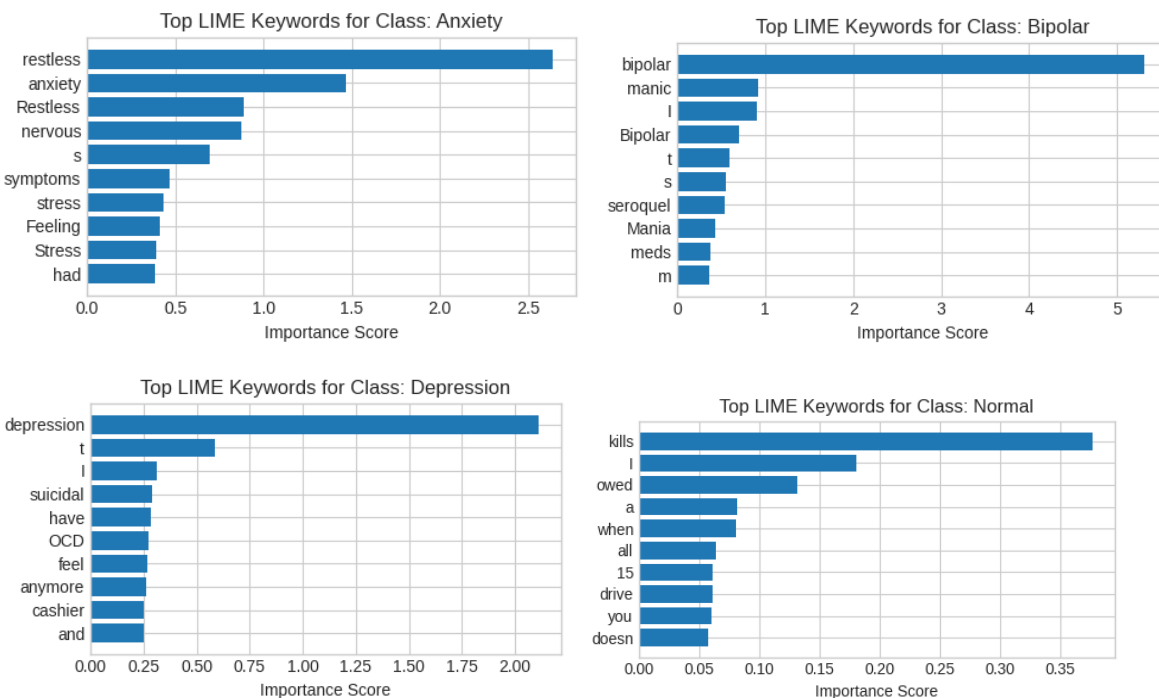 Top LIME Keywords for Class: Anxiety
restless
anxiety
Restless
nervous
s
symptoms
stress
Feeling
Stress
had
0.0 0.5 1.0 1.5 2.0 2.5
Importance Score
Top LIME Keywords for Class: Bipolar
bipolar
manic
I
Bipolar
t
s
seroquel
Mania
meds
m
0 1 2 3 4 5
Importance Score
Top LIME Keywords for Class: Depression
depression
t
I
suicidal
have
OCD
feel
anymore
cashier
and
0.00 0.25 0.50 0.75 1.00 1.25 1.50 1.75 2.00
Importance Score
Top LIME Keywords for Class: Normal
kills
I
owed
a
when
all
15
drive
you
doesn
0.00 0.05 0.10 0.15 0.20 0.25 0.30 0.35
Importance Score